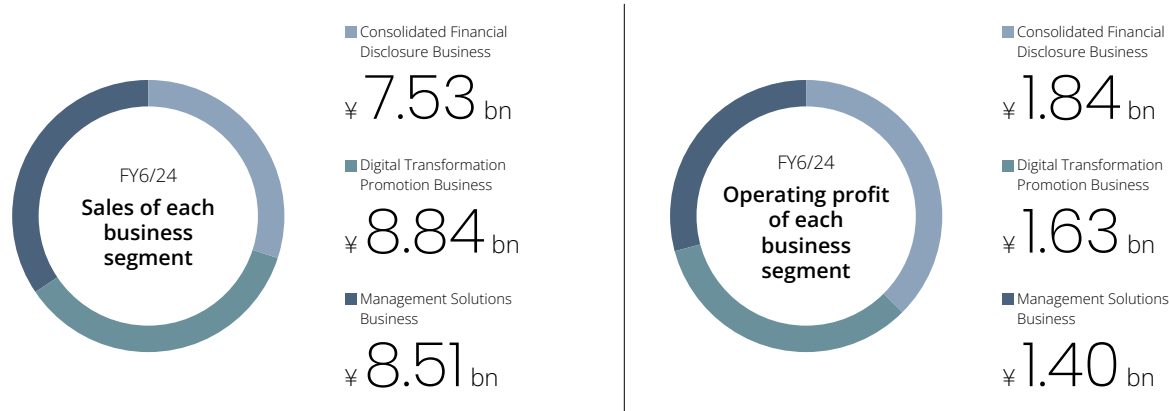 FY6/24
Sales of each
business
segment
Consolidated Financial
Disclosure Business
¥ 7.53 bn
Digital Transformation
Promotion Business
¥ 8.84 bn
Management Solutions
Business
¥ 8.51 bn
FY6/24
Operating profit
of each
business
segment
Consolidated Financial
Disclosure Business
¥ 1.84 bn
Digital Transformation
Promotion Business
¥ 1.63 bn
Management Solutions
Business
¥ 1.40 bn